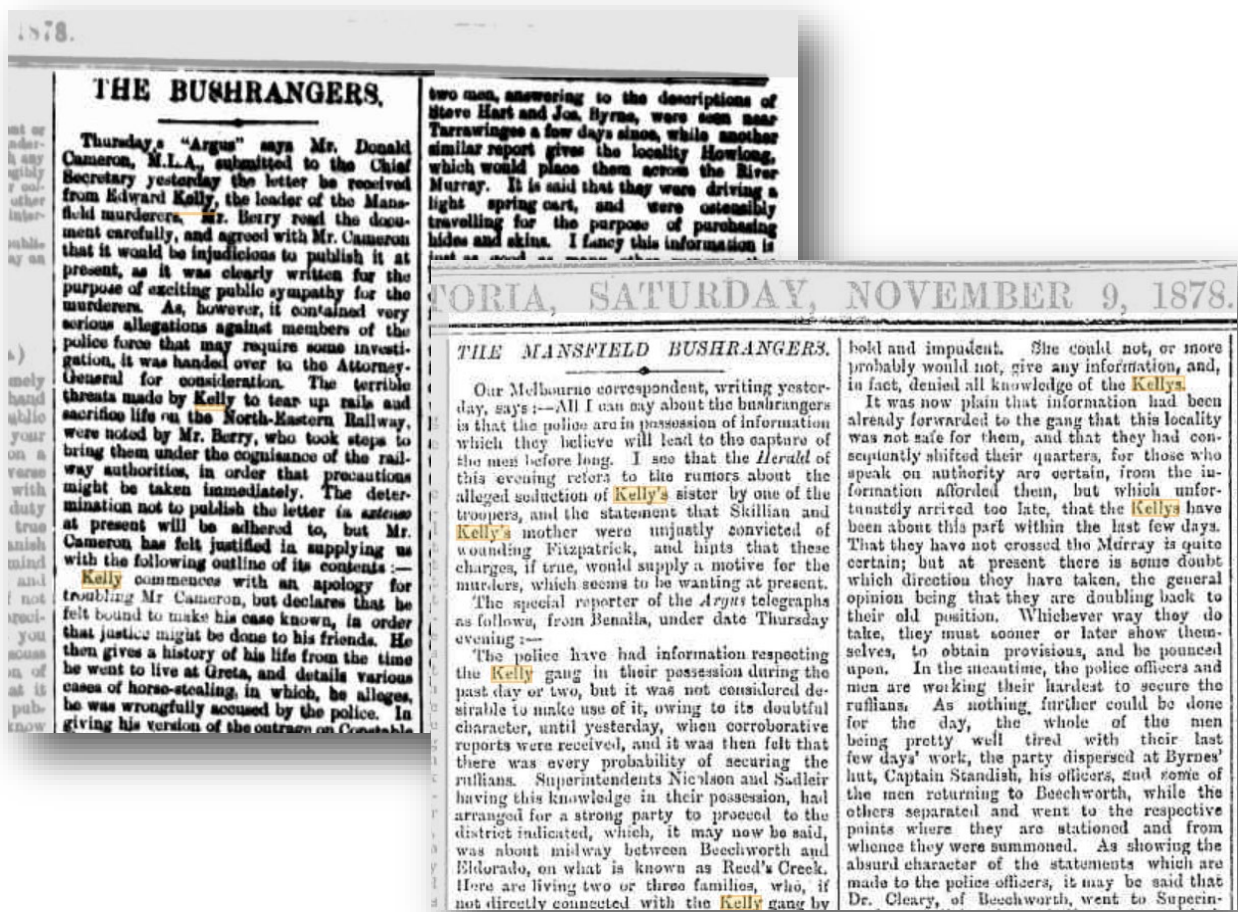 1878.
THE BUSHRANGERS.
Thursday,s "Argus" says Mr. Donald
Cameron, M.L.A., submitted to the Chief
Secretary yesterday the letter he received
from Edward Kelly, the leader of the Mans-
field murderers. Mr. Berry read the docu-
ment carefully, and agreed with Mr. Cameron
that it would be injudicious to publish it at
present, as it was clearly written for the
purpose of exciting public sympathy for the
murderers. As, however, it contained very
serious allegations against members of the
police force that may require some investi-
gation, it was handed over to the Attorney-
General for consideration. The terrible
threats made by Kelly to tear up rails and
sacrifice life on the North-Eastern Railway,
were noted by Mr. Berry, who took steps to
bring them under the cognisance of the rail-
way authorities, in order that precautions
might be taken immediately. The deter-
mination not to publish the letter in extenso
at present will be adhered to, but Mr.
Cameron has felt justified in supplying us
with the following outline of its contents :—
Kelly commences with an apology for
troubling Mr Cameron, but declares that he
felt bound to make his case known, in order
that justice might be done to his friends. He
then gives a history of his life from the time
he went to live at Greta, and details various
cases of horse-stealing, in which, he alleges,
he was wrongfully accused by the police. In
giving his version of the outrage on Constable
two men, answering to the descriptions of
Steve Hart and Joe. Byrne, were seen near
Tarrawingee a few days since, while another
similar report gives the locality Howlong,
which would place them across the River
Murray. It is said that they were driving a
light spring cart, and were ostensibly
travelling for the purpose of purchasing
hides and skins. I fancy this information is
just as good as many other
TORIA, SATURDAY, NOVEMBER 9, 1878.
THE MANSFIELD BUSHRANGERS.
Our Melbourne correspondent, writing yester-
day, says :—All I can say about the bushrangers
is that the police are in possession of information
which they believe will lead to the capture of
the men before long. I see that the Herald of
this evening refers to the rumors about the
alleged seduction of Kelly's sister by one of the
troopers, and the statement that Skillian and
Kelly's mother were unjustly convicted of
wounding Fitzpatrick, and hints that these
charges, if true, would supply a motive for the
murders, which seems to be wanting at present.
The special reporter of the Argus telegraphs
as follows, from Benalla, under date Thursday
evening :—
The police have had information respecting
the Kelly gang in their possession during the
past day or two, but it was not considered de-
sirable to make use of it, owing to its doubtful
character, until yesterday, when corroborative
reports were received, and it was then felt that
there was every probability of securing the
ruffians. Superintendents Nicolson and Sadleir
having this knowledge in their possession, had
arranged for a strong party to proceed to the
district indicated, which, it may now be said,
was about midway between Beechworth and
Eldorado, on what is known as Reed's Creek.
Here are living two or three families, who, if
not directly connected with the Kelly gang by
bold and impudent. She could not, or more
probably would not, give any information, and,
in fact, denied all knowledge of the Kellys.
It was now plain that information had been
already forwarded to the gang that this locality
was not safe for them, and that they had con-
sequently shifted their quarters, for those who
speak on authority are certain, from the in-
formation afforded them, but which unfor-
tunately arrived too late, that the Kellys have
been about this part within the last few days.
That they have not crossed the Murray is quite
certain; but at present there is some doubt
which direction they have taken, the general
opinion being that they are doubling back to
their old position. Whichever way they do
take, they must sooner or later show them-
selves, to obtain provisions, and be pounced
upon. In the meantime, the police officers and
men are working their hardest to secure the
ruffians. As nothing further could be done
for the day, the whole of the men
being pretty well tired with their last
few days' work, the party dispersed at Byrnes'
hut, Captain Standish, his officers, and some of
the men returning to Beechworth, while the
others separated and went to the respective
points where they are stationed and from
whence they were summoned. As showing the
absurd character of the statements which are
made to the police officers, it may be said that
Dr. Cleary, of Beechworth, went to Superin-